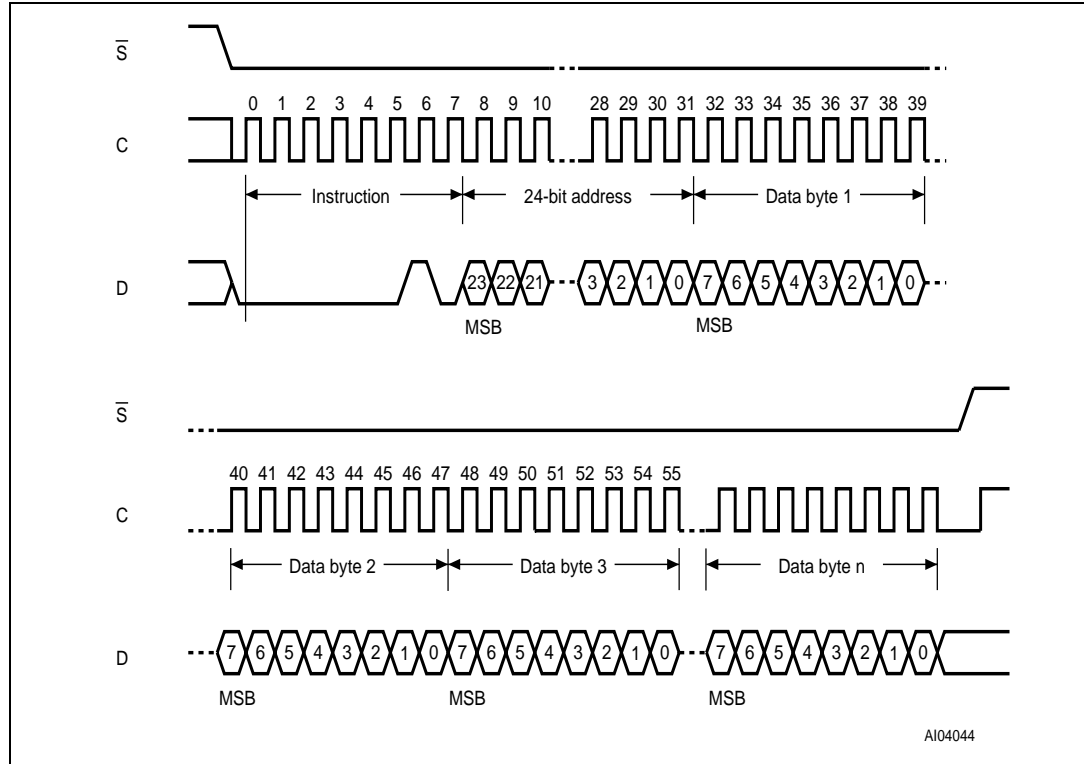 S̅
0 1 2 3 4 5 6 7 8 9 10 28 29 30 31 32 33 34 35 36 37 38 39
C
Instruction 24-bit address Data byte 1
D
23 22 21 3 2 1 0 7 6 5 4 3 2 1 0
MSB MSB
S̅
40 41 42 43 44 45 46 47 48 49 50 51 52 53 54 55
C
Data byte 2 Data byte 3 Data byte n
D
7 6 5 4 3 2 1 0 7 6 5 4 3 2 1 0 7 6 5 4 3 2 1 0
MSB MSB MSB
AI04044